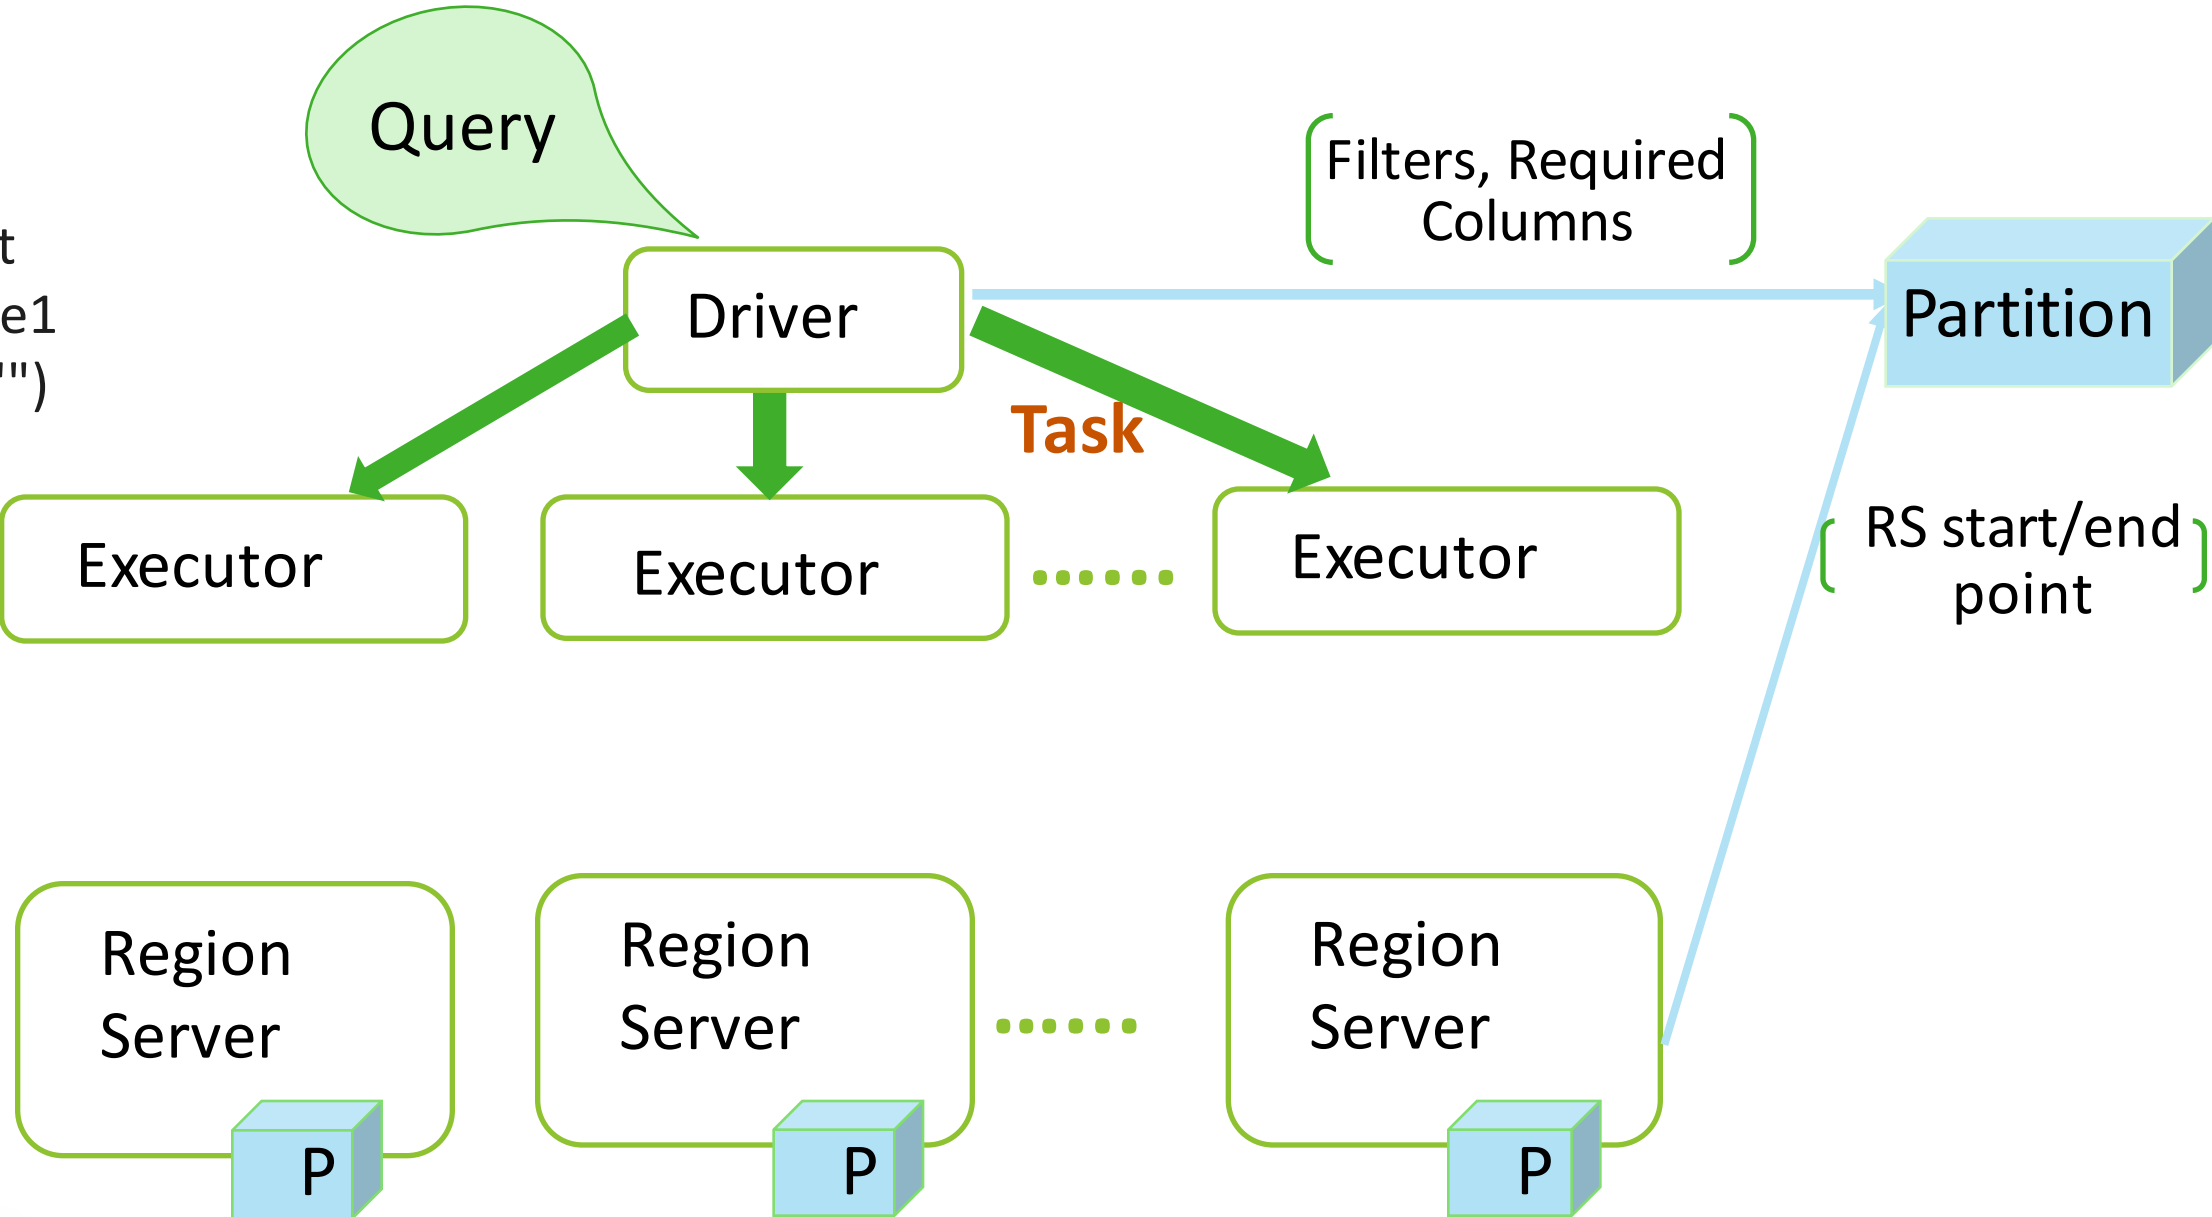 Query
t
e1
'"")
Filters, Required
Columns
Driver
Partition
Task
Executor
Executor
Executor
RS start/end
point
Region
Server
Region
Server
Region
Server
P
P
P